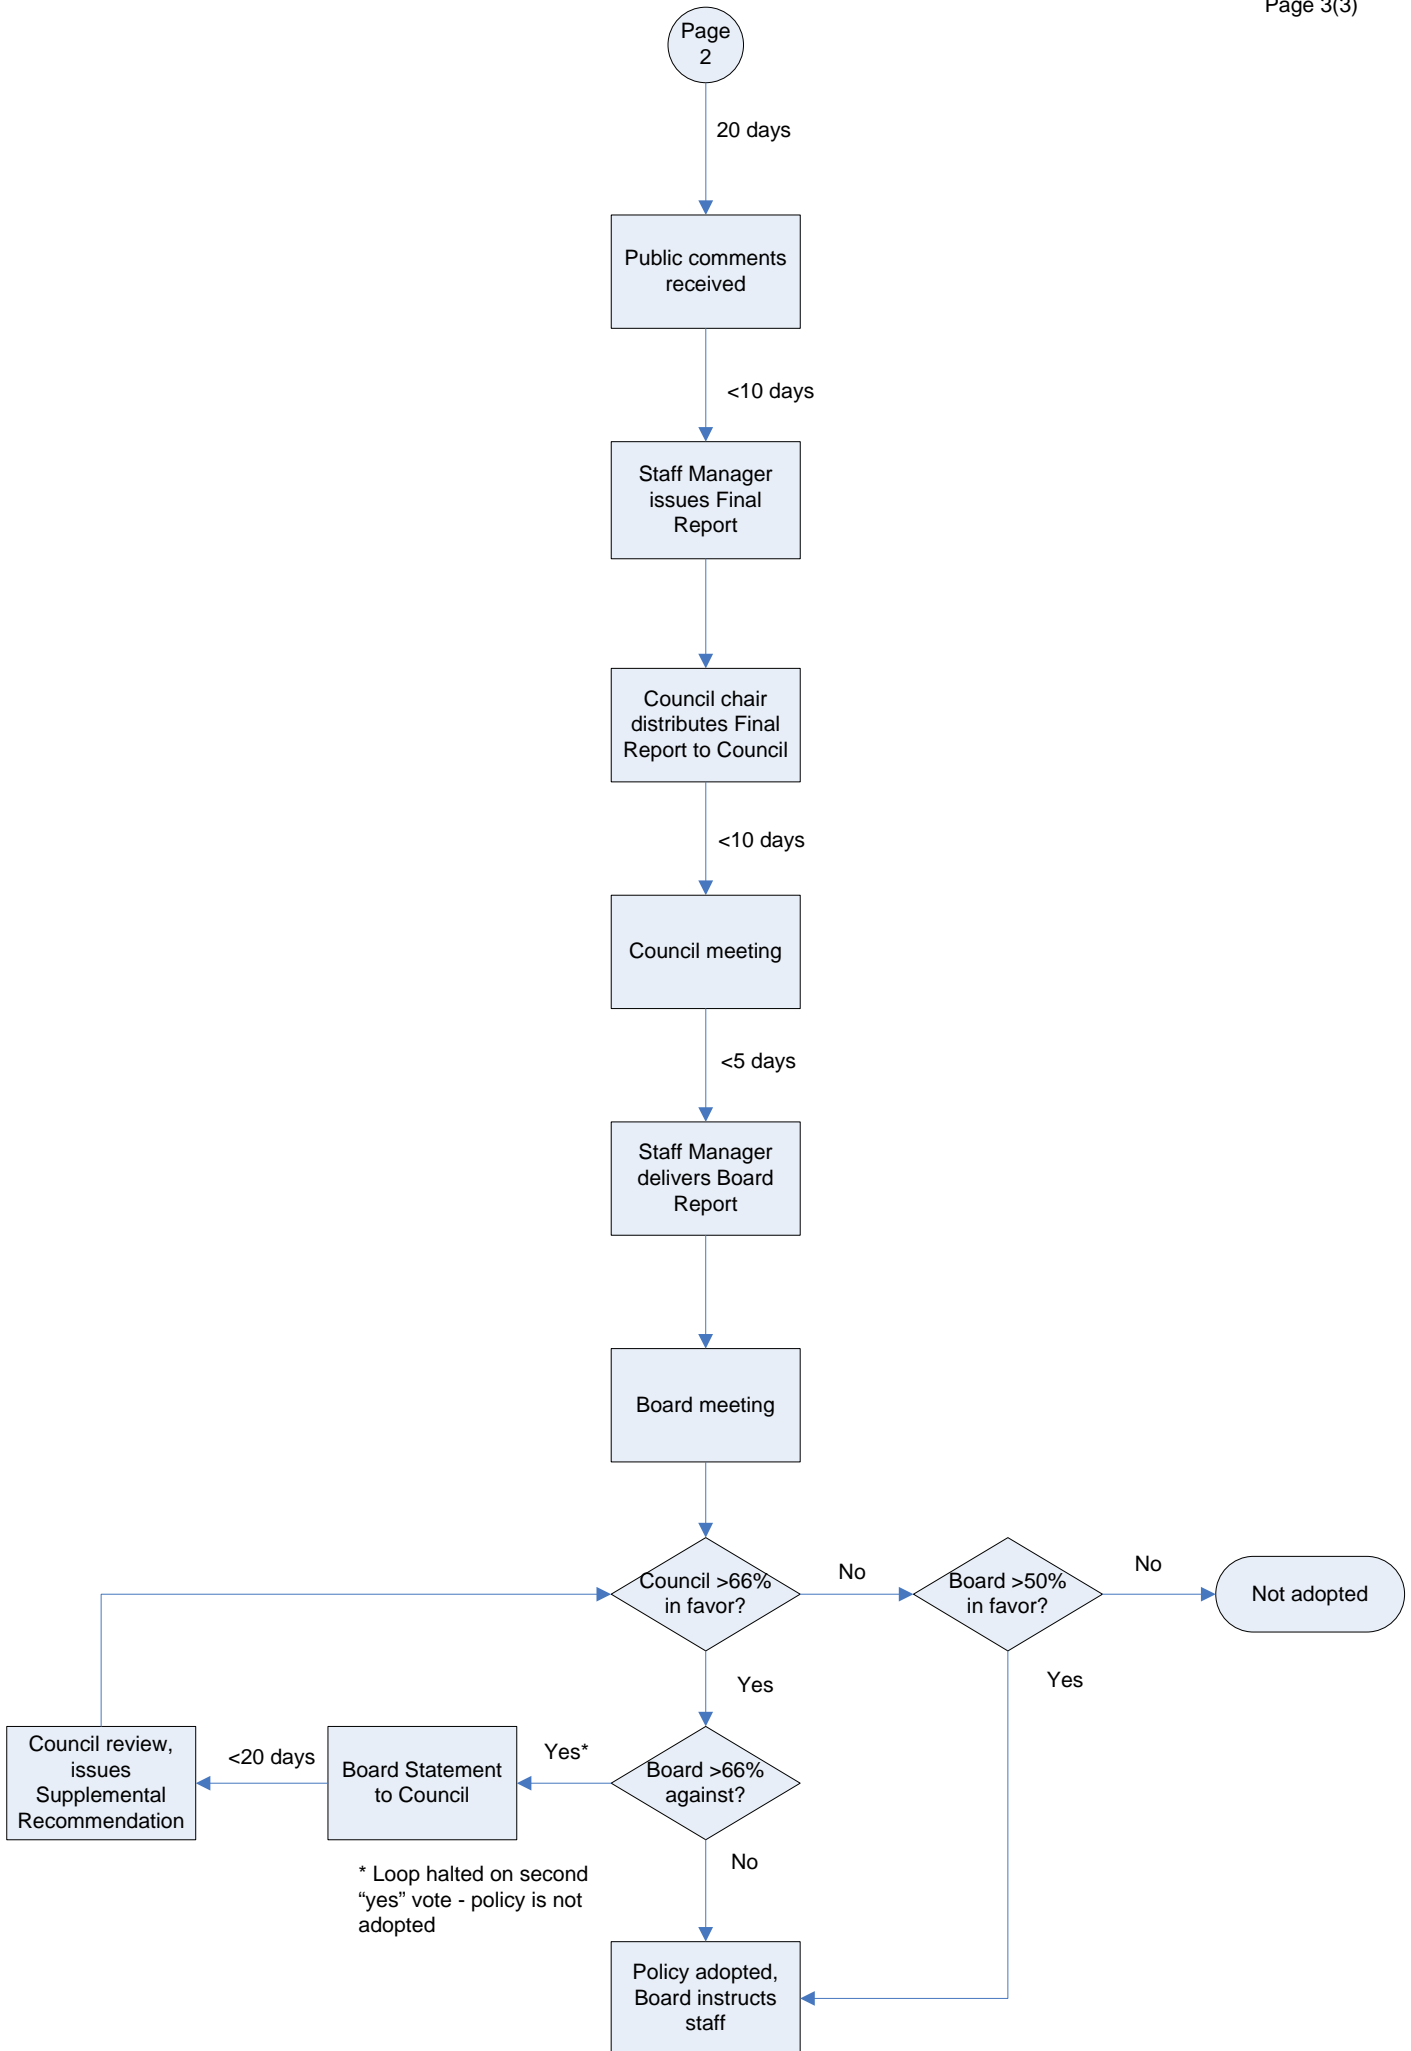 Page 3(3)
Page
2
20 days
Public comments
received
<10 days
Staff Manager
issues Final
Report
Council chair
distributes Final
Report to Council
<10 days
Council meeting
<5 days
Staff Manager
delivers Board
Report
Board meeting
Council >66%
in favor?
No
Board >50%
in favor?
No
Not adopted
Yes
Yes
Council review,
issues
Supplemental
Recommendation
<20 days
Board Statement
to Council
Yes*
Board >66%
against?
No
* Loop halted on second
“yes” vote - policy is not
adopted
Policy adopted,
Board instructs
staff